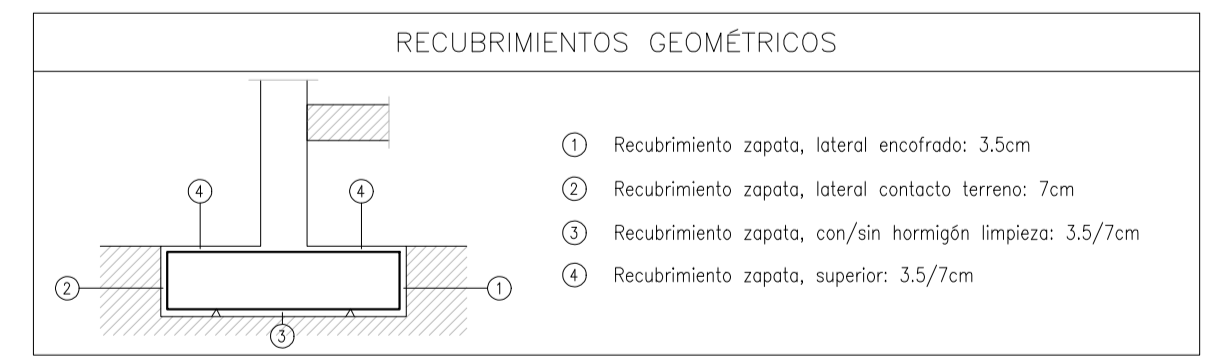 RECUBRIMIENTOS GEOMÉTRICOS
① Recubrimiento zapata, lateral encofrado: 3.5cm
② Recubrimiento zapata, lateral contacto terreno: 7cm
③ Recubrimiento zapata, con/sin hormigón limpieza: 3.5/7cm
④ Recubrimiento zapata, superior: 3.5/7cm
④ ④
② ①
③